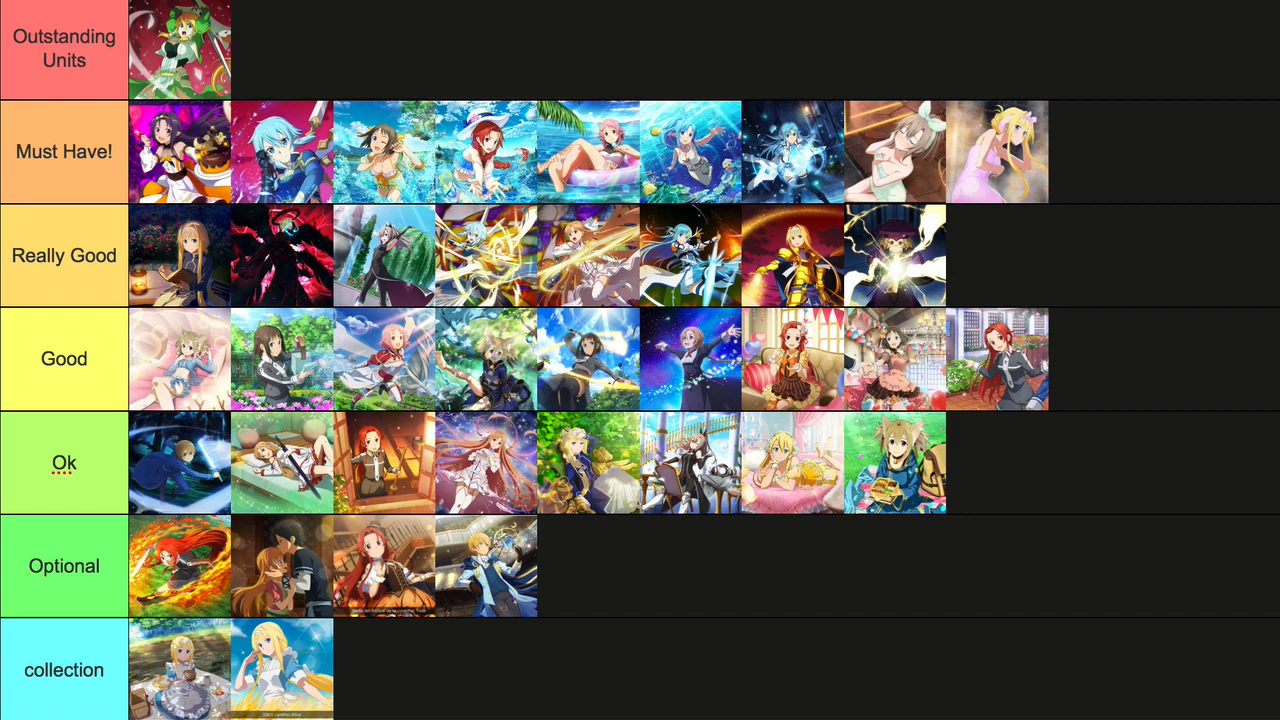 Outstanding
Units
Must Have!
Really Good
Good
Ok
Optional
collection